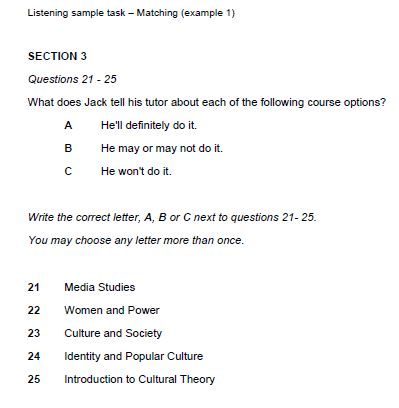 Listening sample task – Matching (example 1)
SECTION 3
Questions 21 - 25
What does Jack tell his tutor about each of the following course options?
A He'll definitely do it.
B He may or may not do it.
C He won't do it.
Write the correct letter, A, B or C next to questions 21- 25.
You may choose any letter more than once.
21 Media Studies
22 Women and Power
23 Culture and Society
24 Identity and Popular Culture
25 Introduction to Cultural Theory